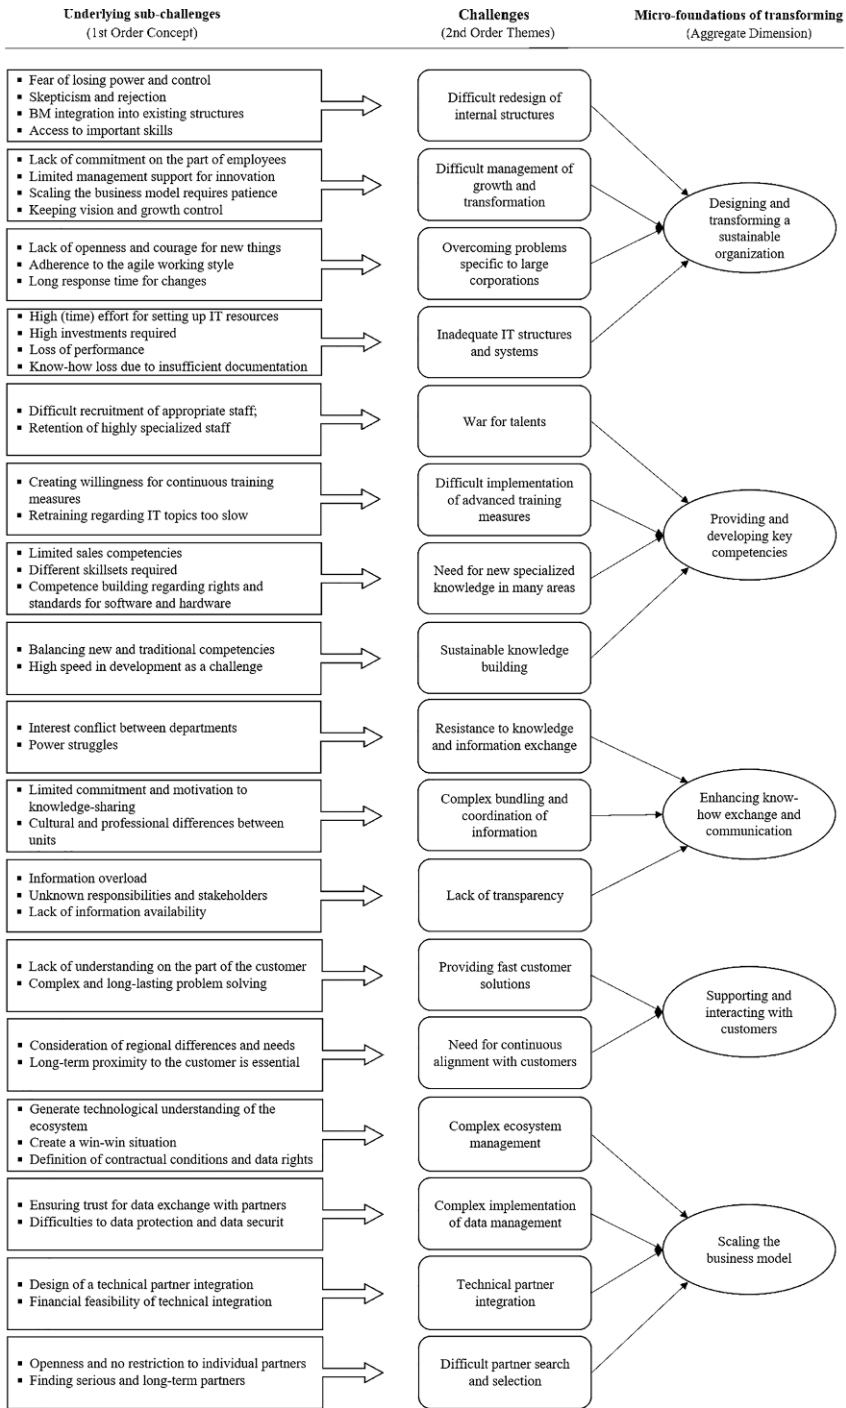 Underlying sub-challenges
(1st Order Concept)
Challenges
(2nd Order Themes)
Micro-foundations of transforming
(Aggregate Dimension)
▪ Fear of losing power and control
▪ Skepticism and rejection
▪ BM integration into existing structures
▪ Access to important skills
Difficult redesign of
internal structures
▪ Lack of commitment on the part of employees
▪ Limited management support for innovation
▪ Scaling the business model requires patience
▪ Keeping vision and growth control
Difficult management of
growth and
transformation
▪ Lack of openness and courage for new things
▪ Adherence to the agile working style
▪ Long response time for changes
Overcoming problems
specific to large
corporations
▪ High (time) effort for setting up IT resources
▪ High investments required
▪ Loss of performance
▪ Know-how loss due to insufficient documentation
Inadequate IT structures
and systems
Designing and
transforming a
sustainable
organization
▪ Difficult recruitment of appropriate staff;
▪ Retention of highly specialized staff
War for talents
▪ Creating willingness for continuous training
measures
▪ Retraining regarding IT topics too slow
Difficult implementation
of advanced training
measures
▪ Limited sales competencies
▪ Different skillsets required
▪ Competence building regarding rights and
standards for software and hardware
Need for new specialized
knowledge in many areas
▪ Balancing new and traditional competencies
▪ High speed in development as a challenge
Sustainable knowledge
building
Providing and
developing key
competencies
▪ Interest conflict between departments
▪ Power struggles
Resistance to knowledge
and information exchange
▪ Limited commitment and motivation to
knowledge-sharing
▪ Cultural and professional differences between
units
Complex bundling and
coordination of
information
▪ Information overload
▪ Unknown responsibilities and stakeholders
▪ Lack of information availability
Lack of transparency
Enhancing know-
how exchange and
communication
▪ Lack of understanding on the part of the customer
▪ Complex and long-lasting problem solving
Providing fast customer
solutions
▪ Consideration of regional differences and needs
▪ Long-term proximity to the customer is essential
Need for continuous
alignment with customers
Supporting and
interacting with
customers
▪ Generate technological understanding of the
ecosystem
▪ Create a win-win situation
▪ Definition of contractual conditions and data rights
Complex ecosystem
management
▪ Ensuring trust for data exchange with partners
▪ Difficulties to data protection and data securit
Complex implementation
of data management
▪ Design of a technical partner integration
▪ Financial feasibility of technical integration
Technical partner
integration
▪ Openness and no restriction to individual partners
▪ Finding serious and long-term partners
Difficult partner search
and selection
Scaling the
business model